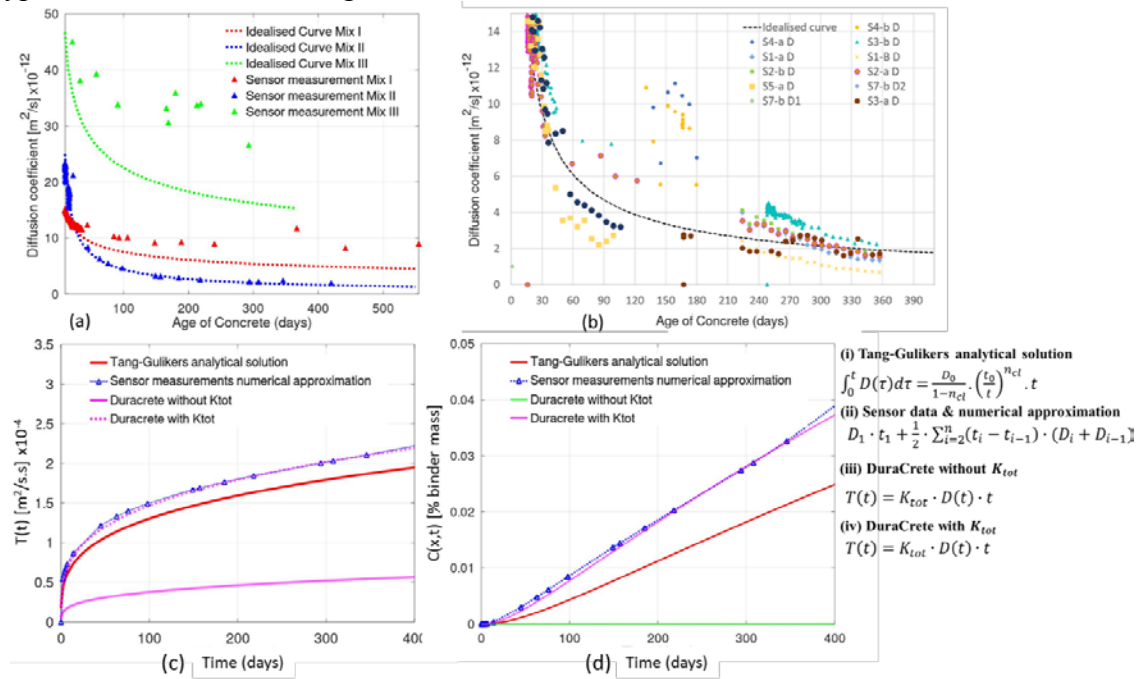 Diffusion coefficient [m²/s] x10⁻¹²
50
40
30
20
10
0
Idealised Curve Mix I
Idealised Curve Mix II
Idealised Curve Mix III
Sensor measurement Mix I
Sensor measurement Mix II
Sensor measurement Mix III
100 200 300 400 500
(a)
Age of Concrete (days)
Diffusion coefficient [m²/s] x10⁻¹²
14
12
10
8
6
4
2
0
Idealised curve
S4-a D
S1-a D
S2-b D
S5-a D
S7-b D1
S4-b D
S3-b D
S1-B D
S2-a D
S7-b D2
S3-a D
0 30 60 90 120 150 180 210 240 270 300 330 360 390
(b)
Age of Concrete (days)
T(t) [m²/s.s] x10⁻⁴
3.5
3
2.5
2
1.5
1
0.5
0
Tang-Gulikers analytical solution
Sensor measurements numerical approximation
Duracrete without Ktot
Duracrete with Ktot
0 100 200 300 400
(c)
Time (days)
C(x,t) [% binder mass]
0.05
0.04
0.03
0.02
0.01
0
Tang-Gulikers analytical solution
Sensor measurements numerical approximation
Duracrete without Ktot
Duracrete with Ktot
0 100 200 300 400
(d)
Time (days)
(i) Tang-Gulikers analytical solution
∫₀ᵗ D(τ)dτ = D₀/(1−n_cl) . (t₀/t)^(n_cl) . t
(ii) Sensor data & numerical approximation
D₁ · t₁ + 1/2 · Σⁿᵢ₌₂(tᵢ − tᵢ₋₁) · (Dᵢ + Dᵢ₋₁)
(iii) DuraCrete without K_tot
T(t) = K_tot · D(t) · t
(iv) DuraCrete with K_tot
T(t) = K_tot · D(t) · t